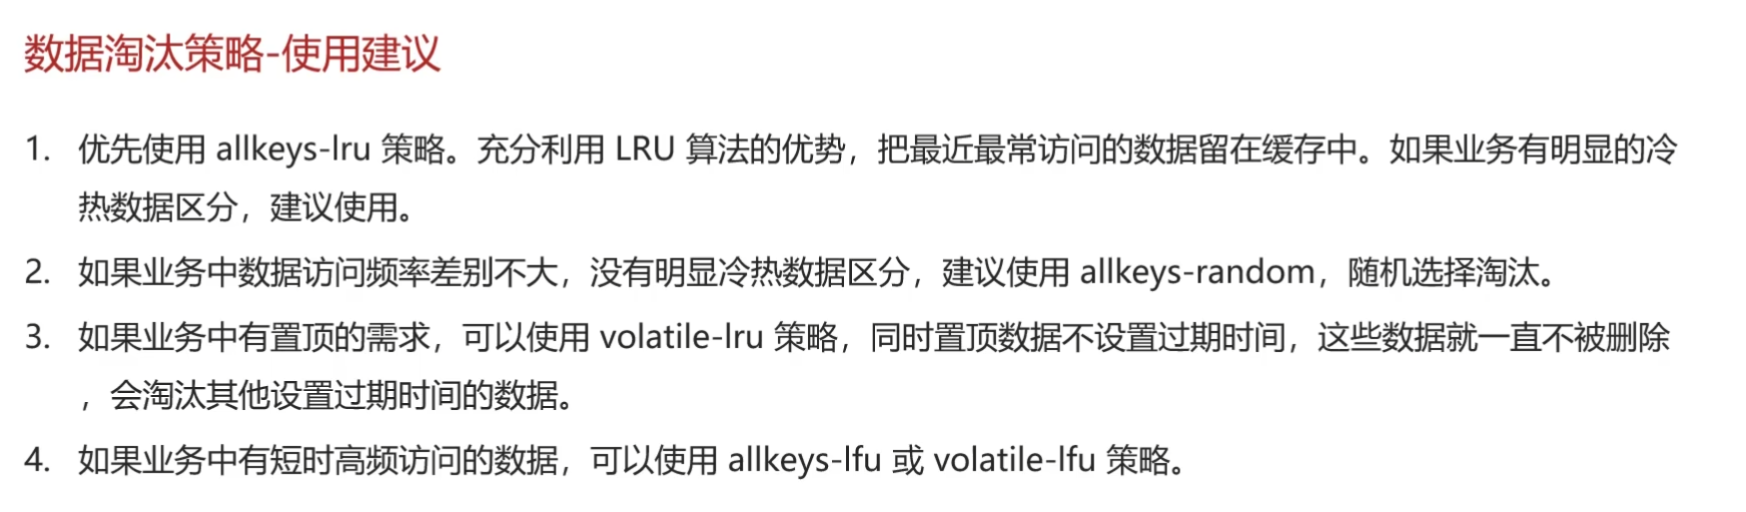 数据淘汰策略-使用建议
1. 优先使用 allkeys-lru 策略。充分利用 LRU 算法的优势，把最近最常访问的数据留在缓存中。如果业务有明显的冷
热数据区分，建议使用。
2. 如果业务中数据访问频率差别不大，没有明显冷热数据区分，建议使用 allkeys-random，随机选择淘汰。
3. 如果业务中有置顶的需求，可以使用 volatile-lru 策略，同时置顶数据不设置过期时间，这些数据就一直不被删除
，会淘汰其他设置过期时间的数据。
4. 如果业务中有短时高频访问的数据，可以使用 allkeys-lfu 或 volatile-lfu 策略。